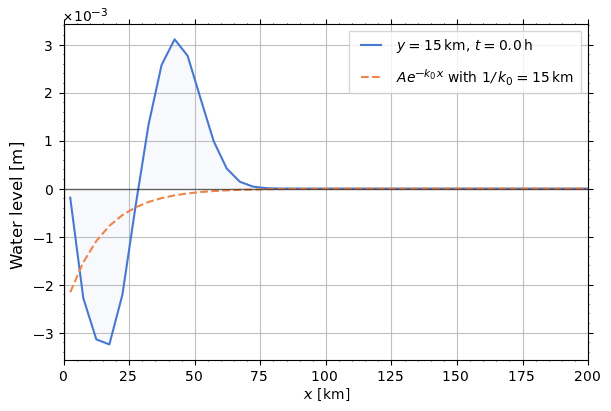 ×10⁻³
y = 15 km, t = 0.0 h
Ae^{-k₀x} with 1/k₀ = 15 km
3
2
1
0
−1
−2
−3
Water level [m]
0 25 50 75 100 125 150 175 200
x [km]